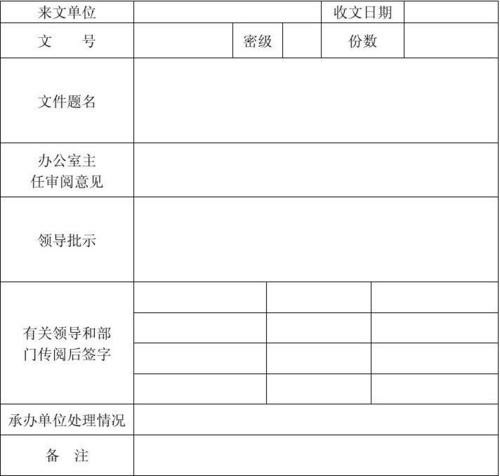 来文单位 收文日期
文 号 密级 份数
文件题名
办公室主
任审阅意见
领导批示
有关领导和部
门传阅后签字
承办单位处理情况
备 注